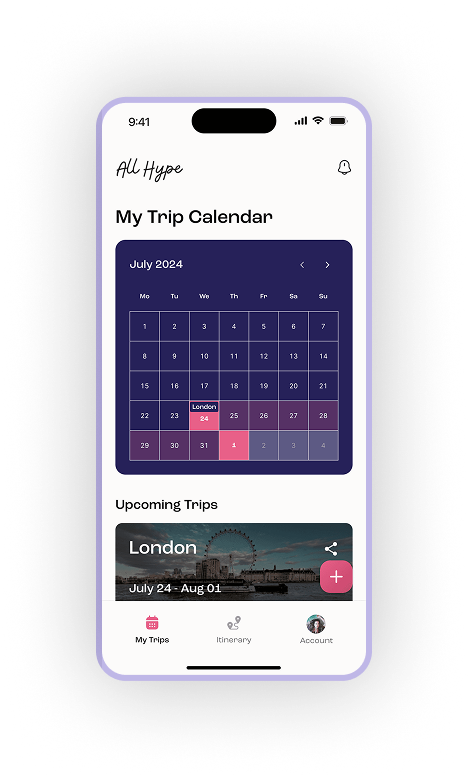 9:41
All Hype
My Trip Calendar
July 2024
Mo Tu We Th Fr Sa Su
1 2 3 4 5 6 7
8 9 10 11 12 13 14
15 16 17 18 19 20 21
London
22 23 24 25 26 27 28
29 30 31 1 2 3 4
Upcoming Trips
London
July 24 - Aug 01
My Trips Itinerary Account